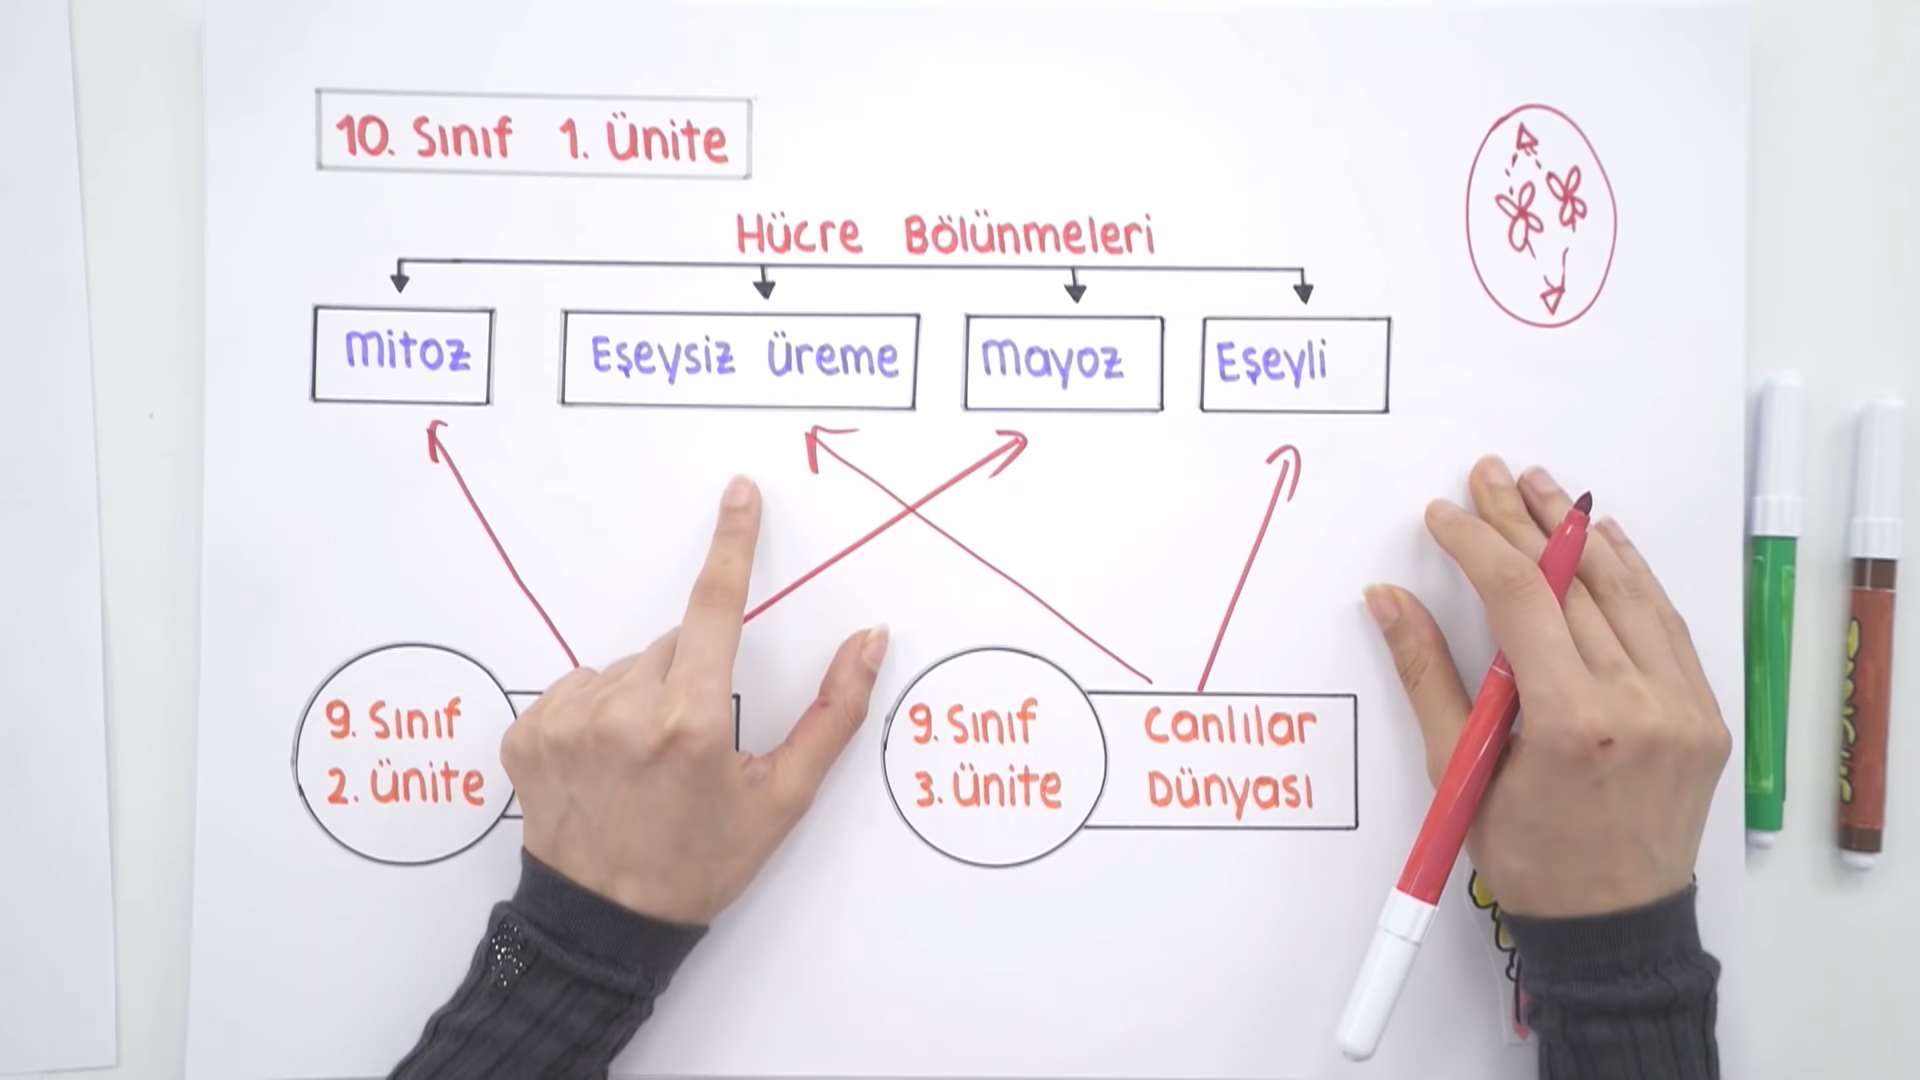 10. Sınıf 1. Ünite
Hücre Bölünmeleri
Mitoz
Eşeysiz Üreme
Mayoz
Eşeyli
9. Sınıf
2. Ünite
9. Sınıf
3. Ünite
Canlılar
Dünyası